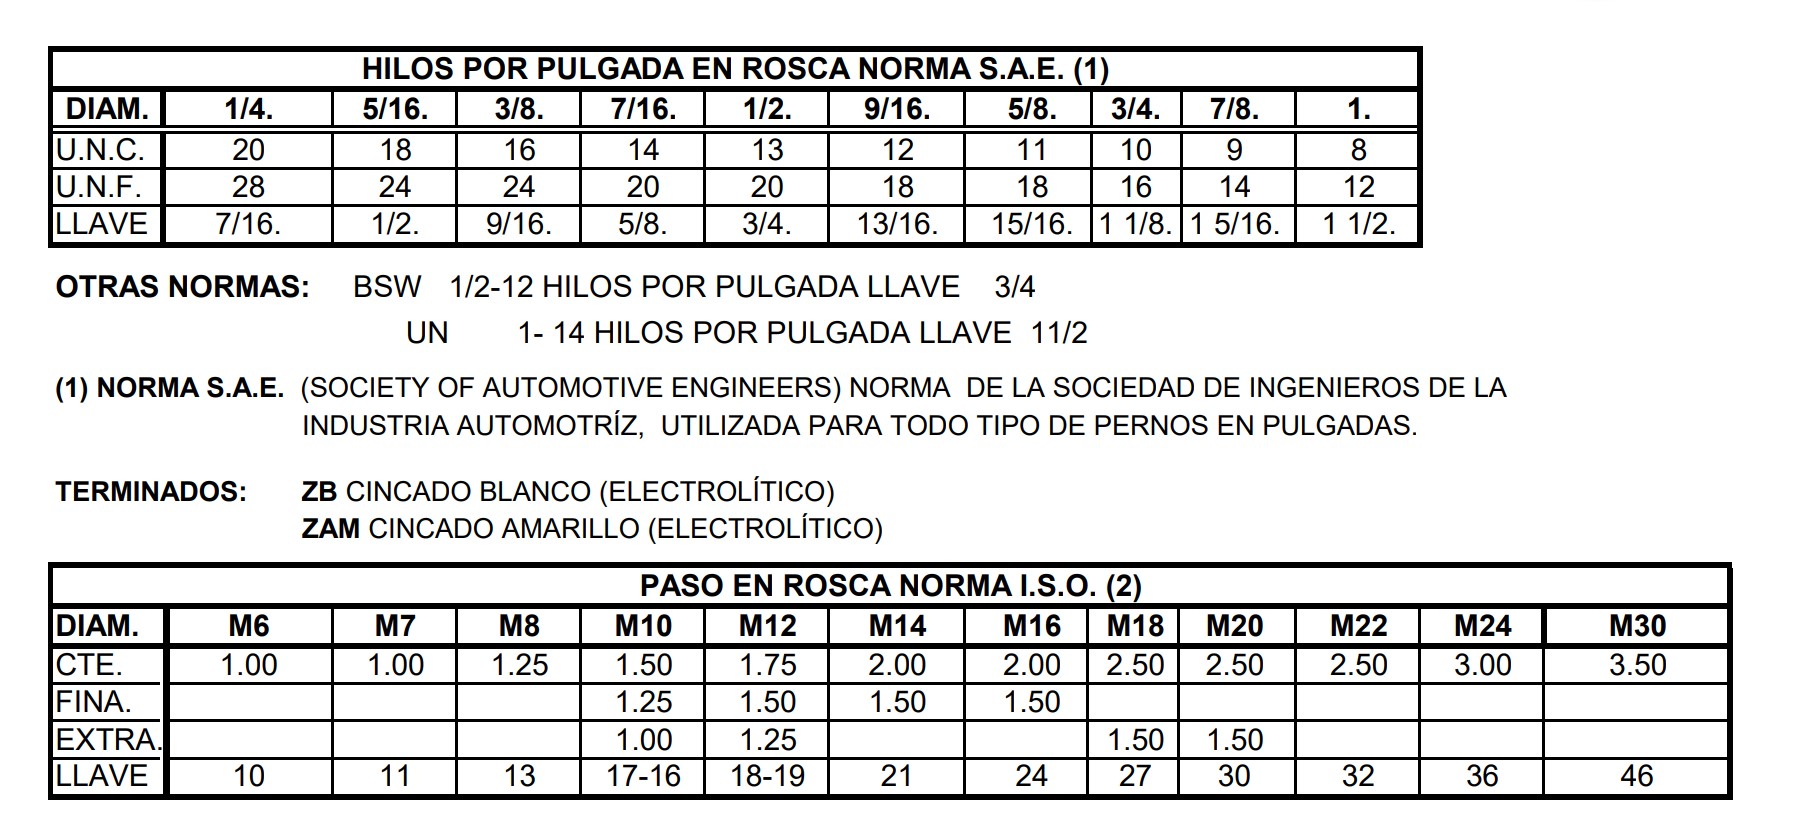 HILOS POR PULGADA EN ROSCA NORMA S.A.E. (1)
DIAM. 1/4. 5/16. 3/8. 7/16. 1/2. 9/16. 5/8. 3/4. 7/8. 1.
U.N.C. 20 18 16 14 13 12 11 10 9 8
U.N.F. 28 24 24 20 20 18 18 16 14 12
LLAVE 7/16. 1/2. 9/16. 5/8. 3/4. 13/16. 15/16. 1 1/8. 1 5/16. 1 1/2.
OTRAS NORMAS: BSW 1/2-12 HILOS POR PULGADA LLAVE 3/4
UN 1- 14 HILOS POR PULGADA LLAVE 11/2
(1) NORMA S.A.E. (SOCIETY OF AUTOMOTIVE ENGINEERS) NORMA DE LA SOCIEDAD DE INGENIEROS DE LA
INDUSTRIA AUTOMOTRÍZ, UTILIZADA PARA TODO TIPO DE PERNOS EN PULGADAS.
TERMINADOS: ZB CINCADO BLANCO (ELECTROLÍTICO)
ZAM CINCADO AMARILLO (ELECTROLÍTICO)
PASO EN ROSCA NORMA I.S.O. (2)
DIAM. M6 M7 M8 M10 M12 M14 M16 M18 M20 M22 M24 M30
CTE. 1.00 1.00 1.25 1.50 1.75 2.00 2.00 2.50 2.50 2.50 3.00 3.50
FINA. 1.25 1.50 1.50 1.50
EXTRA. 1.00 1.25 1.50 1.50
LLAVE 10 11 13 17-16 18-19 21 24 27 30 32 36 46